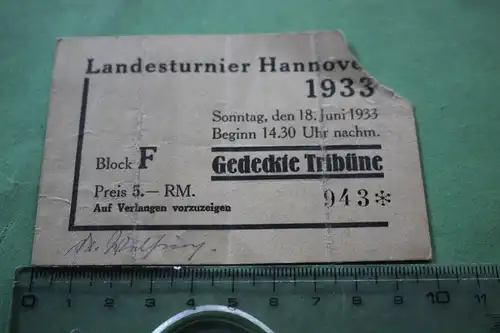 Landesturnier Hannove
1933
Sonntag, den 18. Juni 1933
Beginn 14.30 Uhr nachm.
Block F
Gedeckte Tribüne
Preis 5.— RM.
943*
Auf Verlangen vorzuzeigen
Dr.
0 1 2 3 4 5 6 7 8 9 10 11